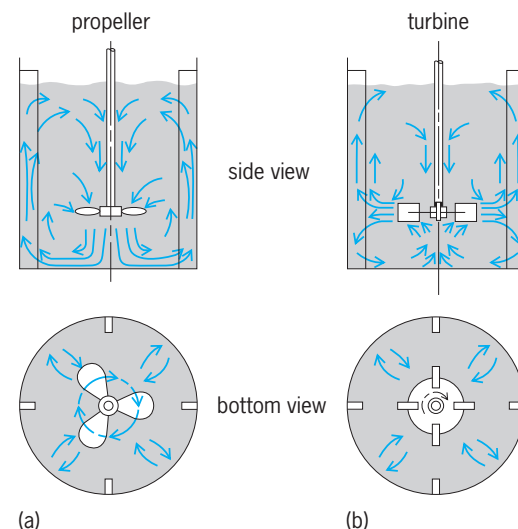 propeller
turbine
side view
bottom view
(a)
(b)